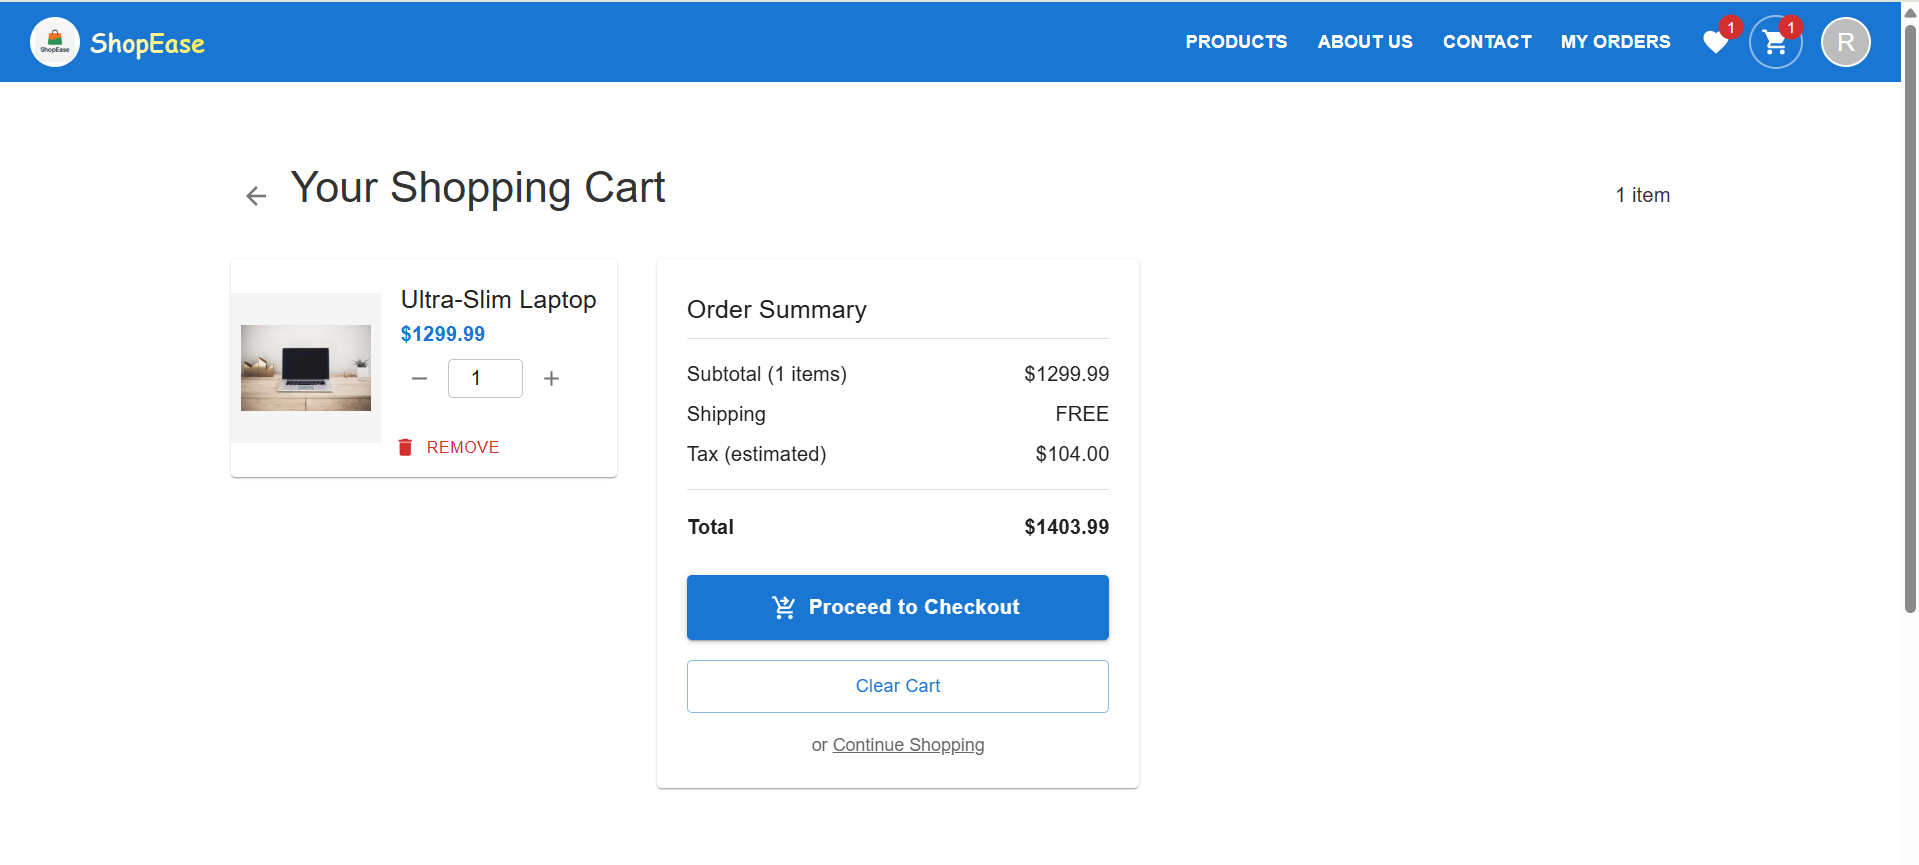 ShopEase
ShopEase
PRODUCTS
ABOUT US
CONTACT
MY ORDERS
1
1
R
Your Shopping Cart
1 item
Ultra-Slim Laptop
$1299.99
1
REMOVE
Order Summary
Subtotal (1 items) $1299.99
Shipping FREE
Tax (estimated) $104.00
Total $1403.99
Proceed to Checkout
Clear Cart
or Continue Shopping